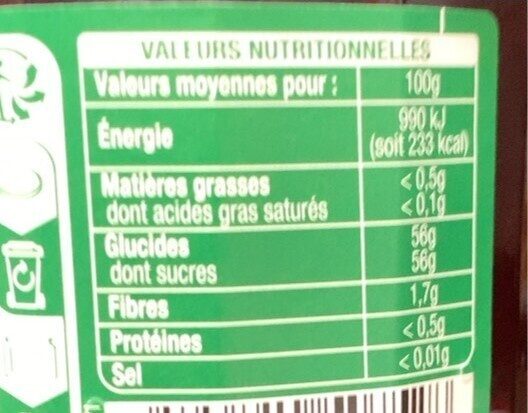 VALEURS NUTRITIONNELLES
Valeurs moyennes pour : 100g
Énergie 990 kJ
(soit 233 kcal)
Matières grasses < 0,5g
dont acides gras saturés < 0,1g
Glucides 56g
dont sucres 56g
Fibres 1,7g
Protéines < 0,5g
Sel < 0,01g